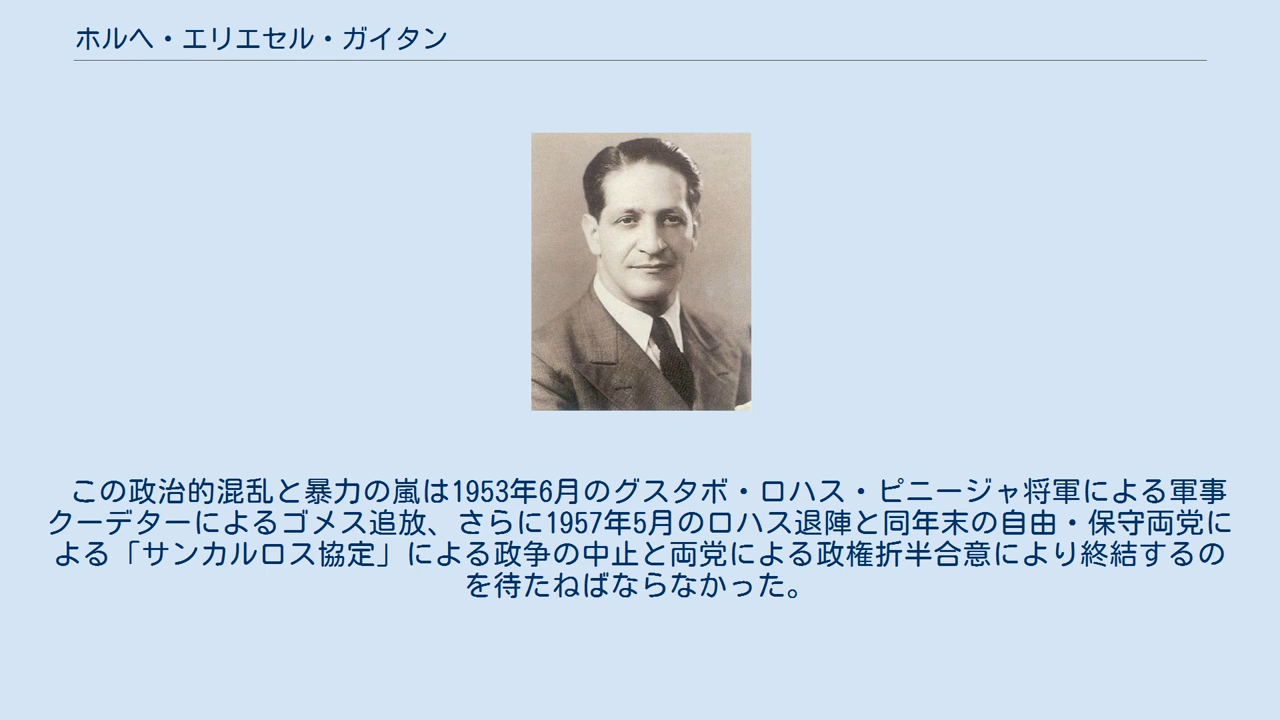 ホルヘ・エリエセル・ガイタン
この政治的混乱と暴力の嵐は1953年6月のグスタボ・ロハス・ピニージャ将軍による軍事
クーデターによるゴメス追放、さらに1957年5月のロハス退陣と同年末の自由・保守両党に
よる「サンカルロス協定」による政争の中止と両党による政権折半合意により終結するの
を待たねばならなかった。